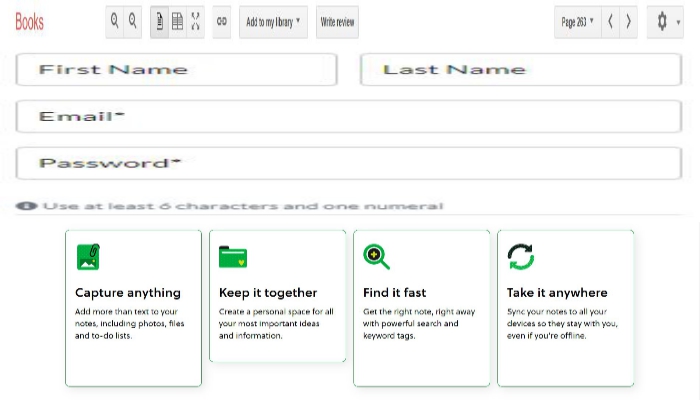 Books
Add to my library
Write review
Page 263
First Name
Last Name
Email*
Password*
Use at least 6 characters and one numeral
Capture anything
Add more than text to your
notes, including photos, files
and to-do lists.
Keep it together
Create a personal space for all
your most important ideas
and information.
Find it fast
Get the right note, right away
with powerful search and
keyword tags.
Take it anywhere
Sync your notes to all your
devices so they stay with you,
even if you're offline.